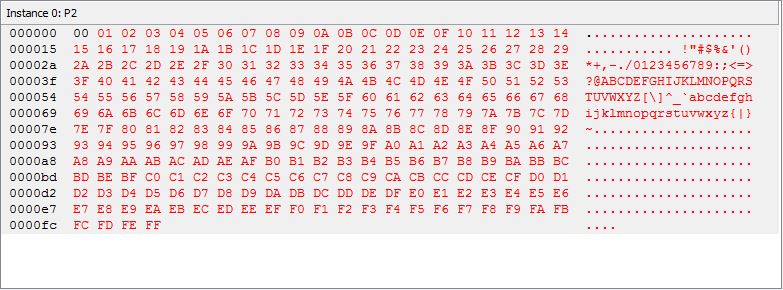 Instance 0: P2
000000 00 01 02 03 04 05 06 07 08 09 0A 0B 0C 0D 0E 0F 10 11 12 13 14 .....................
000015 15 16 17 18 19 1A 1B 1C 1D 1E 1F 20 21 22 23 24 25 26 27 28 29 ........... !"#$%&'()
00002a 2A 2B 2C 2D 2E 2F 30 31 32 33 34 35 36 37 38 39 3A 3B 3C 3D 3E *+,-./0123456789:;<=>
00003f 3F 40 41 42 43 44 45 46 47 48 49 4A 4B 4C 4D 4E 4F 50 51 52 53 ?@ABCDEFGHIJKLMNOPQRS
000054 54 55 56 57 58 59 5A 5B 5C 5D 5E 5F 60 61 62 63 64 65 66 67 68 TUVWXYZ[\]^_`abcdefgh
000069 69 6A 6B 6C 6D 6E 6F 70 71 72 73 74 75 76 77 78 79 7A 7B 7C 7D ijklmnopqrstuvwxyz{|}
00007e 7E 7F 80 81 82 83 84 85 86 87 88 89 8A 8B 8C 8D 8E 8F 90 91 92 ~....................
000093 93 94 95 96 97 98 99 9A 9B 9C 9D 9E 9F A0 A1 A2 A3 A4 A5 A6 A7 .....................
0000a8 A8 A9 AA AB AC AD AE AF B0 B1 B2 B3 B4 B5 B6 B7 B8 B9 BA BB BC .....................
0000bd BD BE BF C0 C1 C2 C3 C4 C5 C6 C7 C8 C9 CA CB CC CD CE CF D0 D1 .....................
0000d2 D2 D3 D4 D5 D6 D7 D8 D9 DA DB DC DD DE DF E0 E1 E2 E3 E4 E5 E6 .....................
0000e7 E7 E8 E9 EA EB EC ED EE EF F0 F1 F2 F3 F4 F5 F6 F7 F8 F9 FA FB .....................
0000fc FC FD FE FF ....